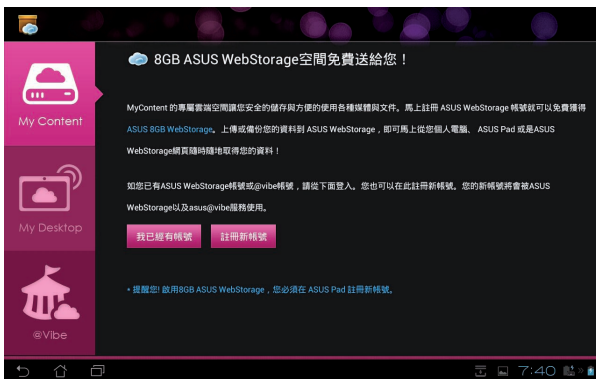 8GB ASUS WebStorage空間免費送給您！
My Content
MyContent 的專屬雲端空間讓您安全的儲存與方便的使用各種媒體與文件。馬上註冊 ASUS WebStorage 帳號就可以免費獲得
ASUS 8GB WebStorage。上傳或備份您的資料到 ASUS WebStorage，即可馬上從您個人電腦、 ASUS Pad 或是ASUS
WebStorage網頁隨時隨地取得您的資料！
My Desktop
如您已有ASUS WebStorage帳號或@vibe帳號，請從下面登入。您也可以在此註冊新帳號。您的新帳號將會被ASUS
WebStorage以及asus@vibe服務使用。
我已經有帳號
註冊新帳號
@Vibe
* 提醒您! 啟用8GB ASUS WebStorage，您必須在 ASUS Pad 註冊新帳號。
7:40